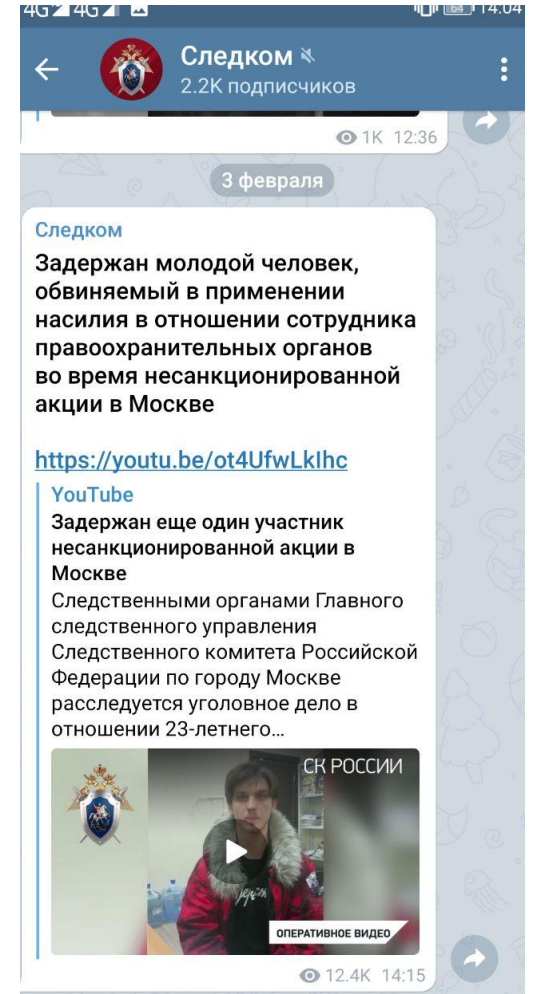 4G 4G 64 14:04
Следком
2.2K подписчиков
1K 12:36
3 февраля
Следком
Задержан молодой человек,
обвиняемый в применении
насилия в отношении сотрудника
правоохранительных органов
во время несанкционированной
акции в Москве
https://youtu.be/ot4UfwLkIhc
YouTube
Задержан еще один участник
несанкционированной акции в
Москве
Следственными органами Главного
следственного управления
Следственного комитета Российской
Федерации по городу Москве
расследуется уголовное дело в
отношении 23-летнего...
СК РОССИИ
ОПЕРАТИВНОЕ ВИДЕО
12.4K 14:15